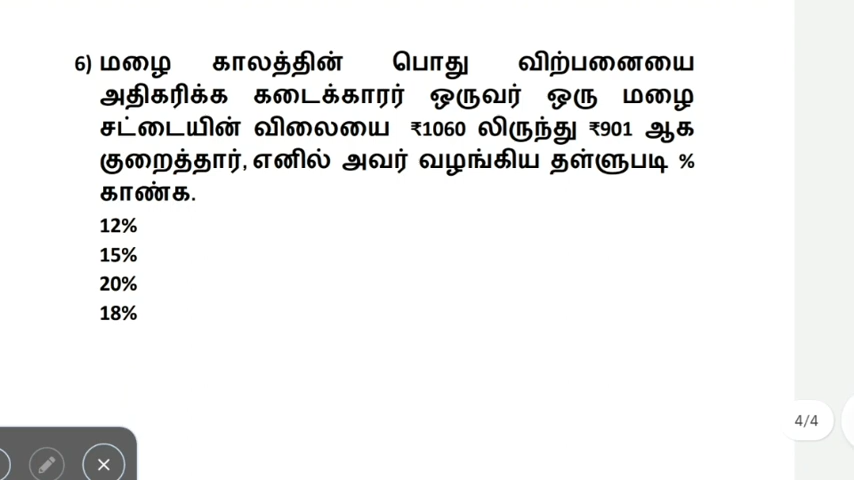 6) மழை காலத்தின் பொது விற்பனையை
அதிகரிக்க கடைக்காரர் ஒருவர் ஒரு மழை
சட்டையின் விலையை ₹1060 லிருந்து ₹901 ஆக
குறைத்தார், எனில் அவர் வழங்கிய தள்ளுபடி %
காண்க.
12%
15%
20%
18%
4/4